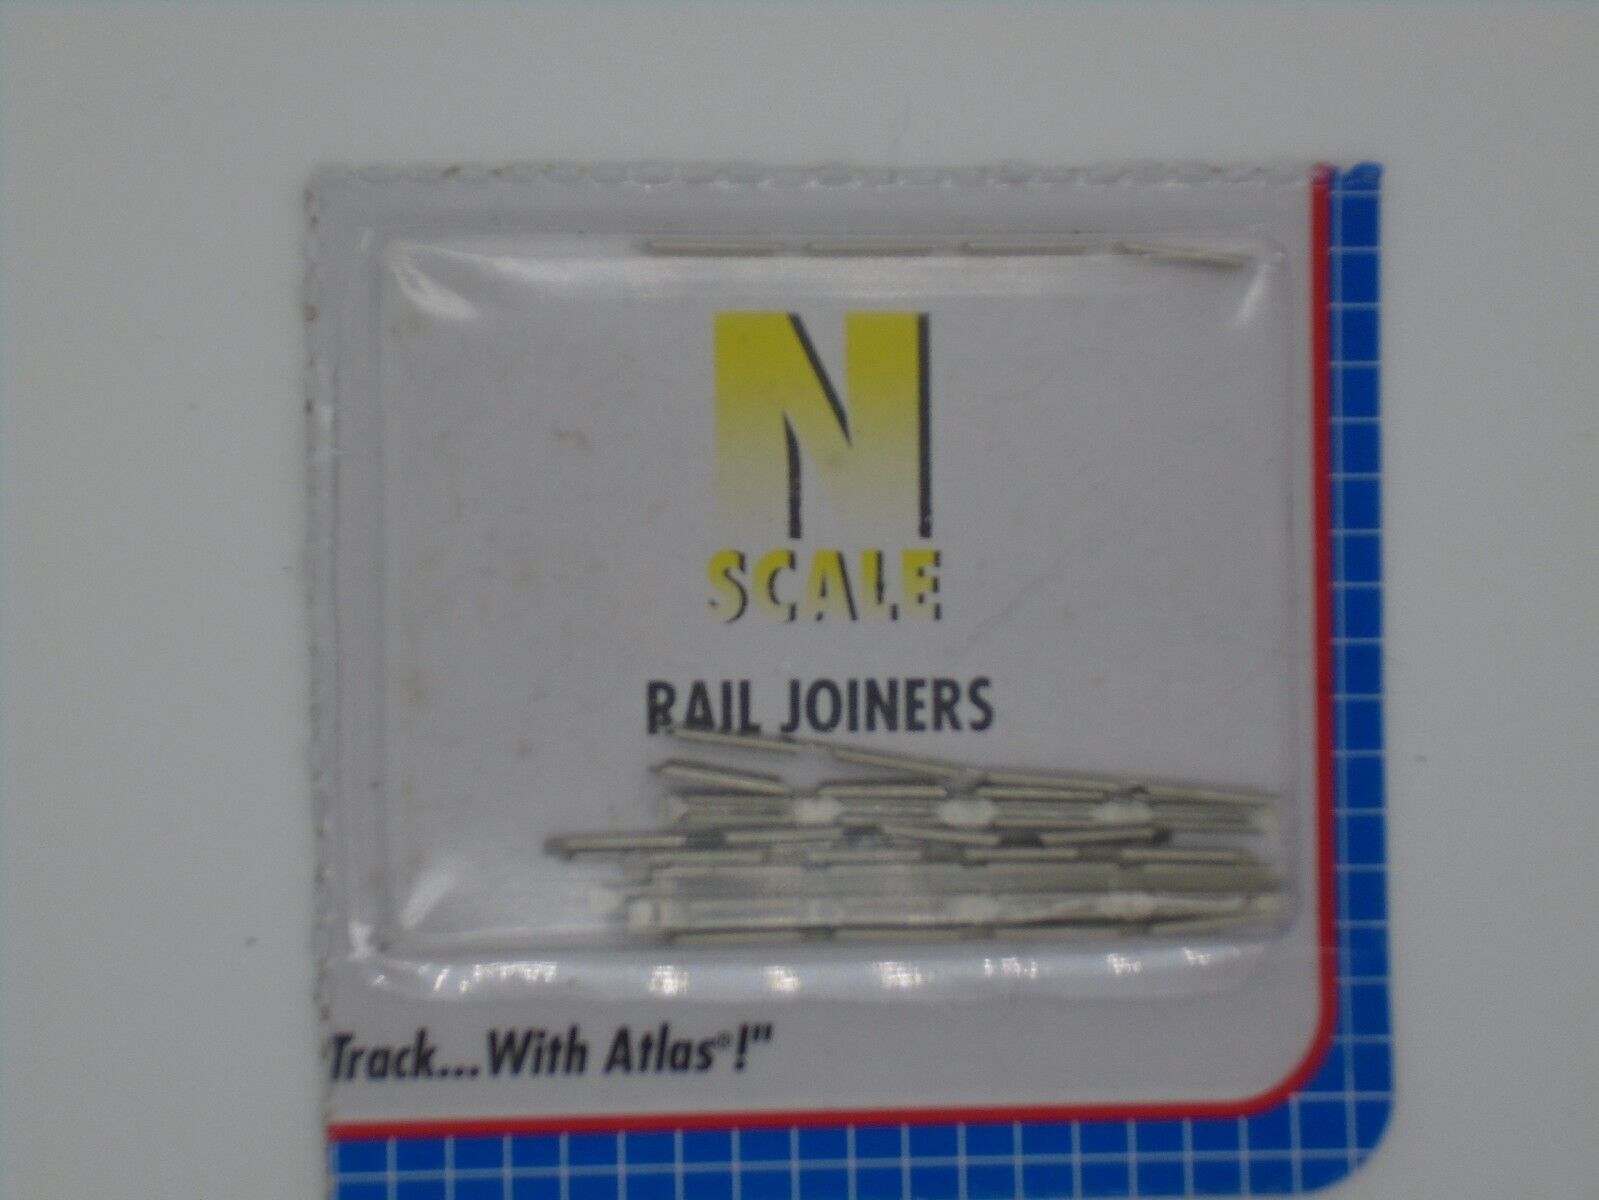 N
SCALE
RAIL JOINERS
Track...With Atlas®!"